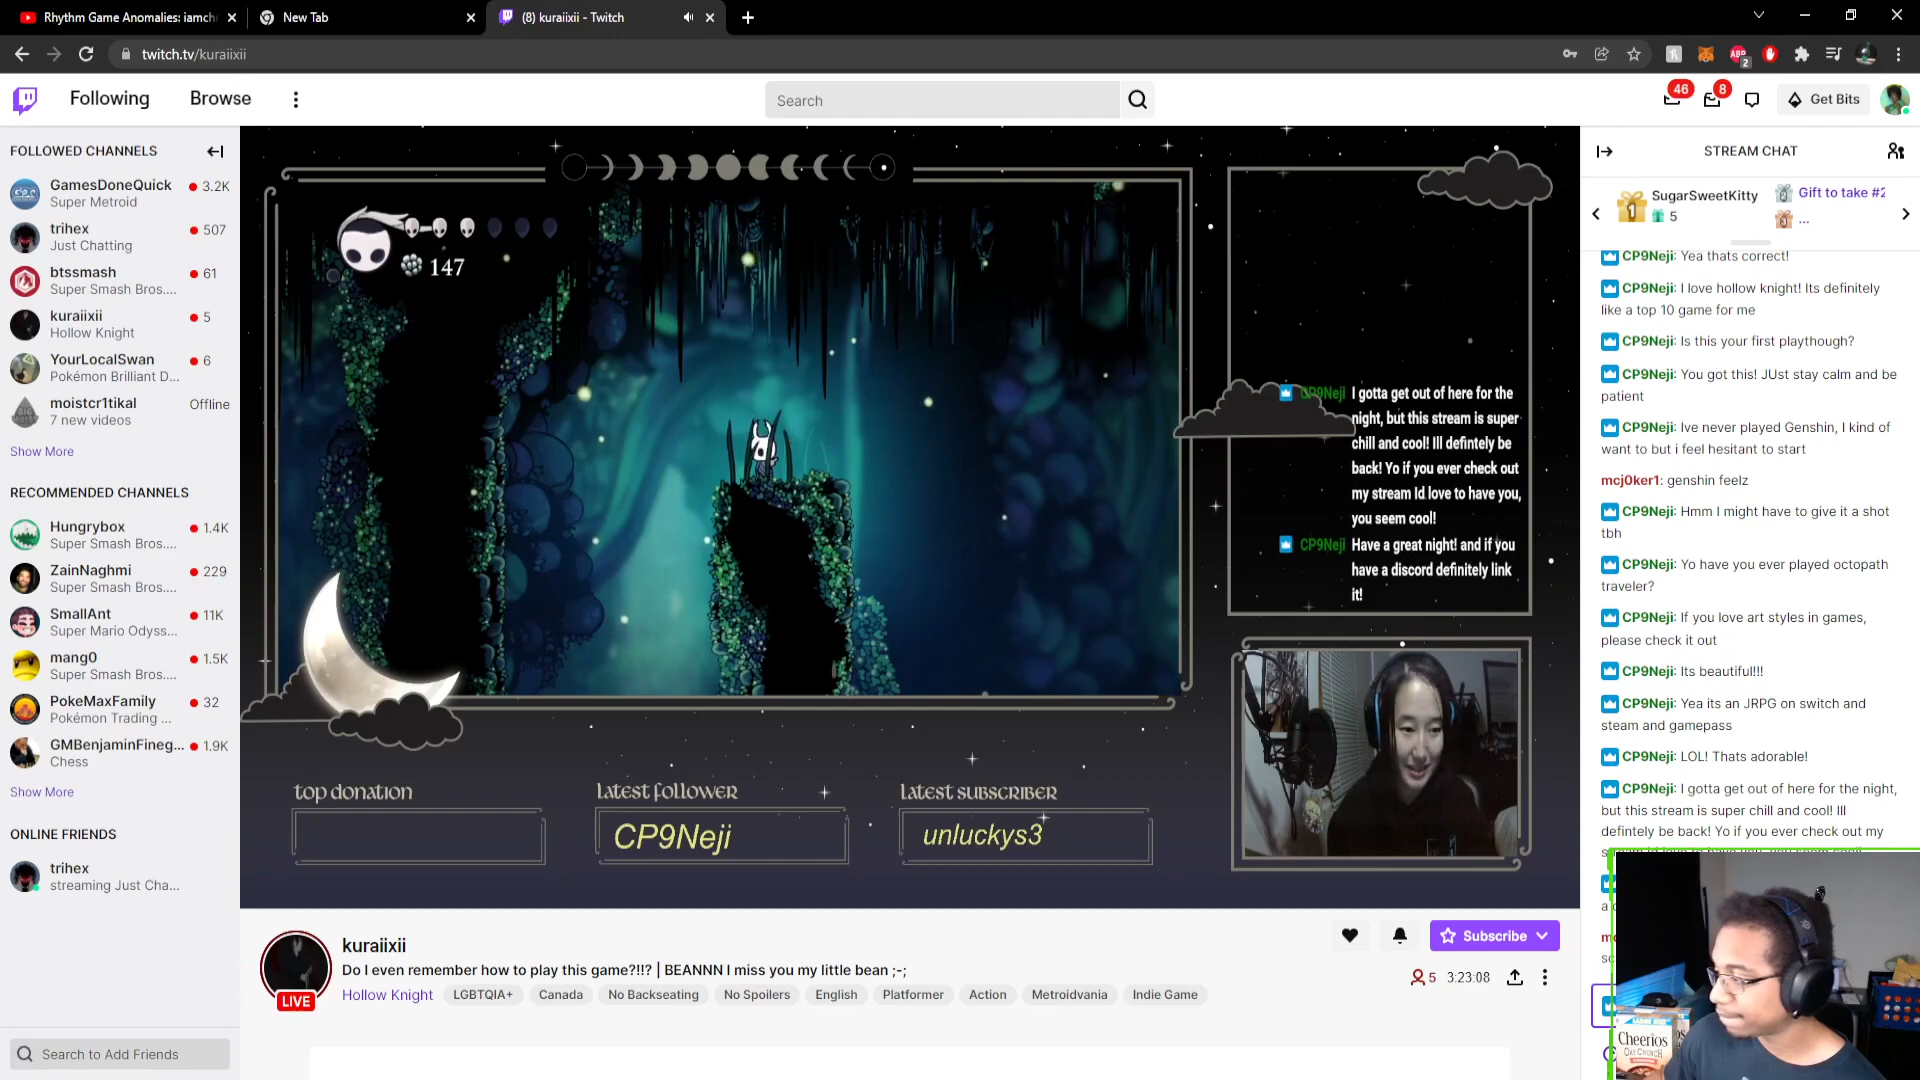 Rhythm Game Anomalies: iamchr
New Tab
(8) kuraiixii - Twitch
twitch.tv/kuraiixii
ABP
2
Following
Browse
Search
46
8
Get Bits
FOLLOWED CHANNELS
GamesDoneQuick
3.2K
Super Metroid
trihex
507
Just Chatting
btssmash
61
Super Smash Bros....
kuraiixii
5
Hollow Knight
YourLocalSwan
6
Pokémon Brilliant D...
moistcr1tikal
Offline
7 new videos
Show More
RECOMMENDED CHANNELS
Hungrybox
1.4K
Super Smash Bros....
ZainNaghmi
229
Super Smash Bros....
SmallAnt
11K
Super Mario Odyss...
mang0
1.5K
Super Smash Bros....
PokeMaxFamily
32
Pokémon Trading ...
GMBenjaminFineg...
1.9K
Chess
Show More
ONLINE FRIENDS
trihex
streaming Just Cha...
Search to Add Friends
147
CP9Neji I gotta get out of here for the
night, but this stream is super
chill and cool! Ill defintely be
back! Yo if you ever check out
my stream Id love to have you,
you seem cool!
CP9Neji Have a great night! and if you
have a discord definitely link
it!
top donation
latest follower
CP9Neji
latest subscriber
unluckys3
kuraiixii
Do I even remember how to play this game?!!? | BEANNN I miss you my little bean ;-;
LIVE
Hollow Knight
LGBTQIA+
Canada
No Backseating
No Spoilers
English
Platformer
Action
Metroidvania
Indie Game
Subscribe
5
3:23:08
STREAM CHAT
1
SugarSweetKitty
5
Gift to take #2
...
CP9Neji: Yea thats correct!
CP9Neji: I love hollow knight! Its definitely
like a top 10 game for me
CP9Neji: Is this your first playthough?
CP9Neji: You got this! JUst stay calm and be
patient
CP9Neji: Ive never played Genshin, I kind of
want to but i feel hesitant to start
mcj0ker1: genshin feelz
CP9Neji: Hmm I might have to give it a shot
tbh
CP9Neji: Yo have you ever played octopath
traveler?
CP9Neji: If you love art styles in games,
please check it out
CP9Neji: Its beautiful!!!
CP9Neji: Yea its an JRPG on switch and
steam and gamepass
CP9Neji: LOL! Thats adorable!
CP9Neji: I gotta get out of here for the night,
but this stream is super chill and cool! Ill
defintely be back! Yo if you ever check out my
Cheerios
OAT CRUNCH